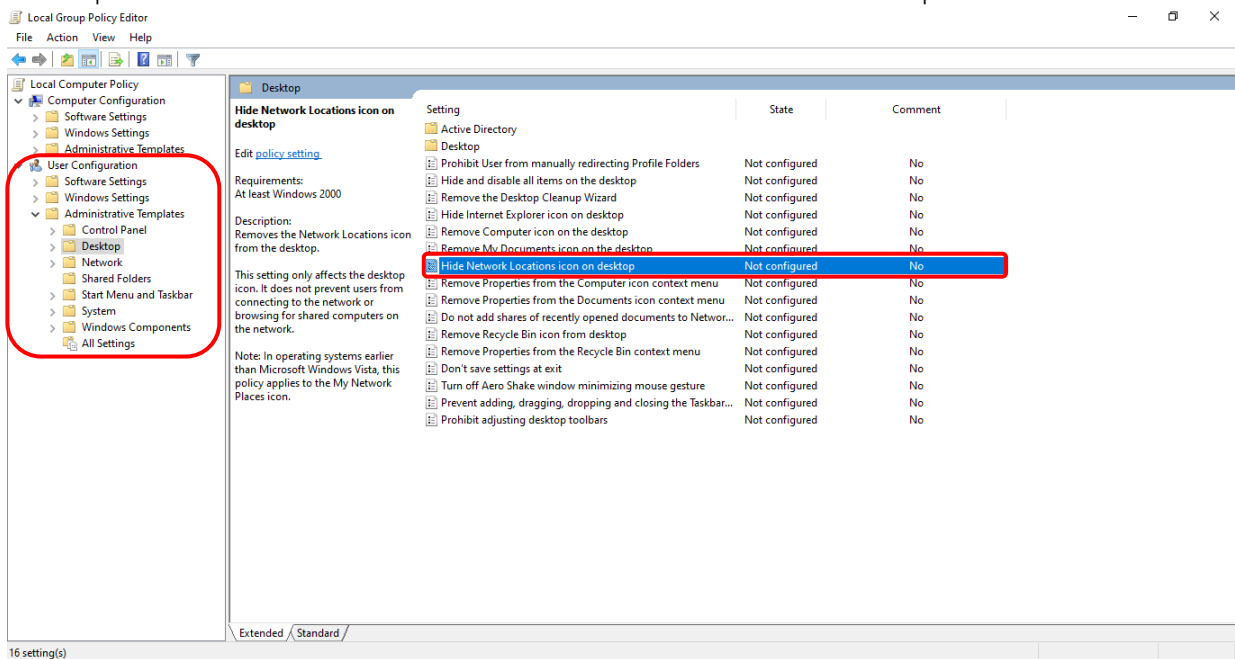 Local Group Policy Editor
File Action View Help
Local Computer Policy
Computer Configuration
Software Settings
Windows Settings
Administrative Templates
User Configuration
Software Settings
Windows Settings
Administrative Templates
Control Panel
Desktop
Network
Shared Folders
Start Menu and Taskbar
System
Windows Components
All Settings
Desktop
Hide Network Locations icon on
desktop
Edit policy setting
Requirements:
At least Windows 2000
Description:
Removes the Network Locations icon
from the desktop.
This setting only affects the desktop
icon. It does not prevent users from
connecting to the network or
browsing for shared computers on
the network.
Note: In operating systems earlier
than Microsoft Windows Vista, this
policy applies to the My Network
Places icon.
Setting State Comment
Active Directory
Desktop
Prohibit User from manually redirecting Profile Folders Not configured No
Hide and disable all items on the desktop Not configured No
Remove the Desktop Cleanup Wizard Not configured No
Hide Internet Explorer icon on desktop Not configured No
Remove Computer icon on the desktop Not configured No
Remove My Documents icon on the desktop Not configured No
Hide Network Locations icon on desktop Not configured No
Remove Properties from the Computer icon context menu Not configured No
Remove Properties from the Documents icon context menu Not configured No
Do not add shares of recently opened documents to Networ... Not configured No
Remove Recycle Bin icon from desktop Not configured No
Remove Properties from the Recycle Bin context menu Not configured No
Don't save settings at exit Not configured No
Turn off Aero Shake window minimizing mouse gesture Not configured No
Prevent adding, dragging, dropping and closing the Taskbar... Not configured No
Prohibit adjusting desktop toolbars Not configured No
Extended Standard
16 setting(s)